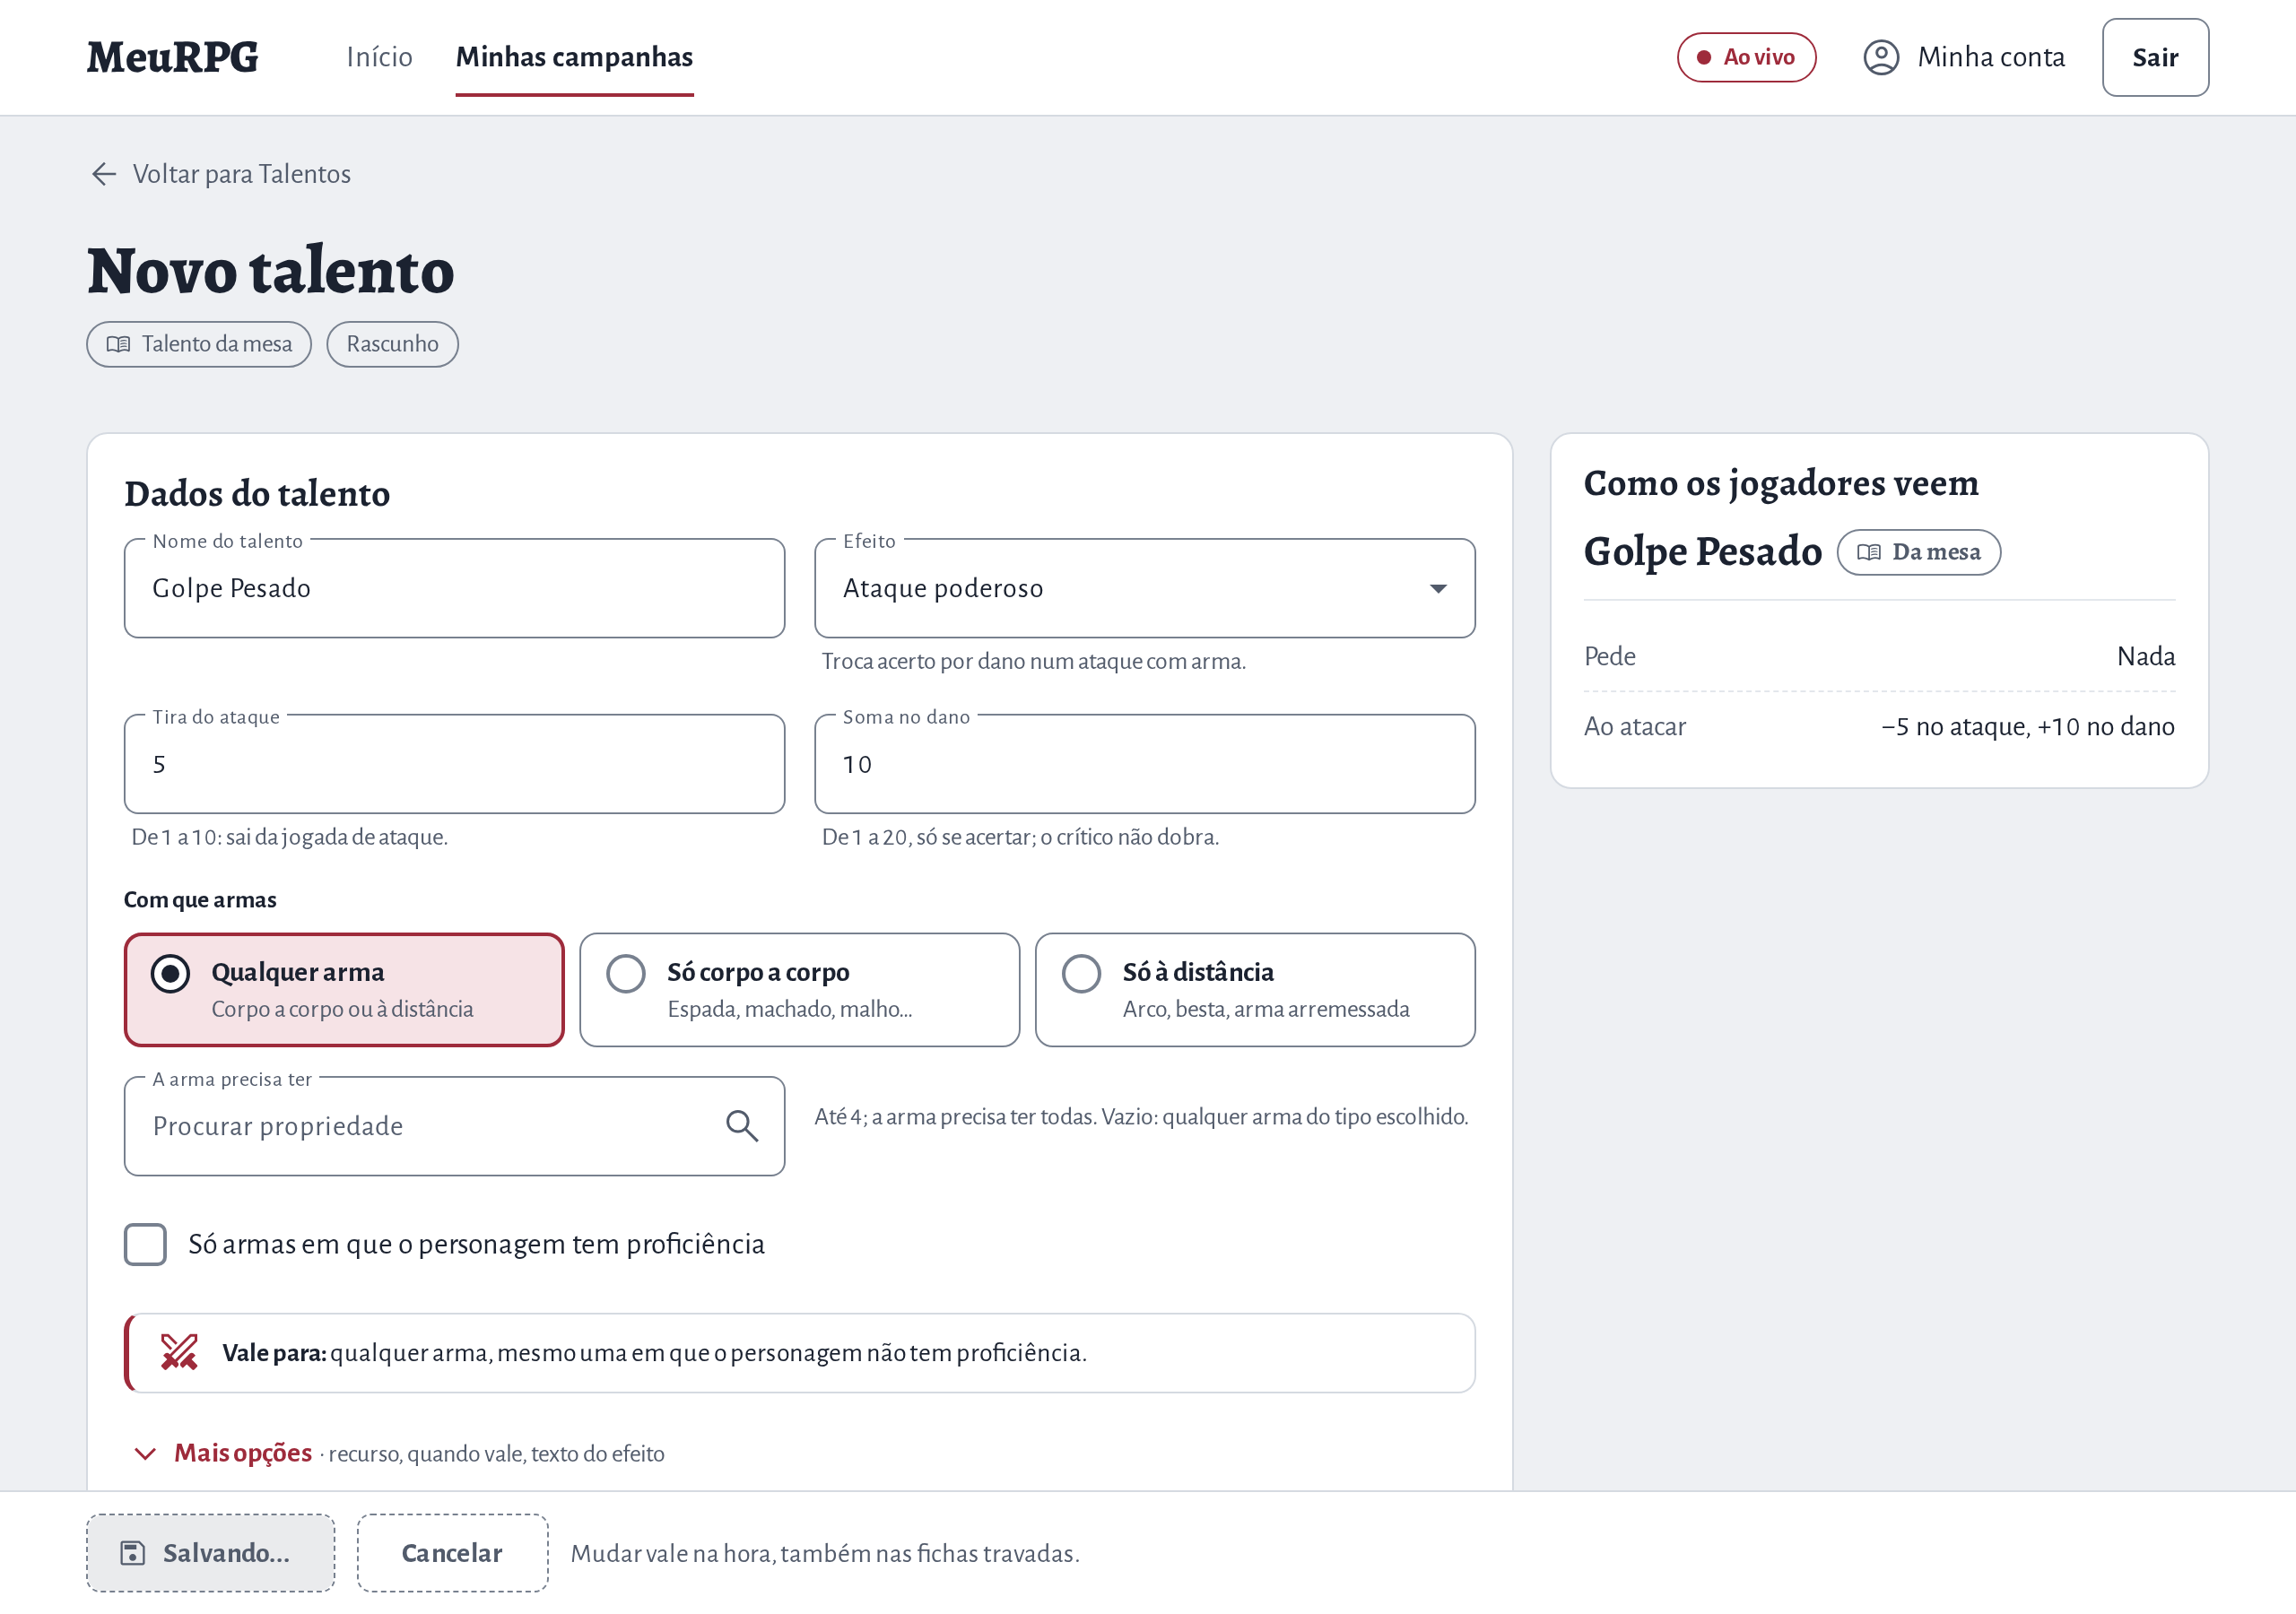 MeuRPG
Início
Minhas campanhas
Ao vivo
Minha conta
Sair
Voltar para Talentos
Novo talento
Talento da mesa
Rascunho
Dados do talento
Nome do talento
Golpe Pesado
Efeito
Ataque poderoso
Troca acerto por dano num ataque com arma.
Tira do ataque
5
De 1 a 10: sai da jogada de ataque.
Soma no dano
10
De 1 a 20, só se acertar; o crítico não dobra.
Com que armas
Qualquer arma
Corpo a corpo ou à distância
Só corpo a corpo
Espada, machado, malho...
Só à distância
Arco, besta, arma arremessada
A arma precisa ter
Procurar propriedade
Até 4; a arma precisa ter todas. Vazio: qualquer arma do tipo escolhido.
Só armas em que o personagem tem proficiência
Vale para: qualquer arma, mesmo uma em que o personagem não tem proficiência.
Mais opções · recurso, quando vale, texto do efeito
Como os jogadores veem
Golpe Pesado
Da mesa
Pede
Nada
Ao atacar
−5 no ataque, +10 no dano
Salvando...
Cancelar
Mudar vale na hora, também nas fichas travadas.